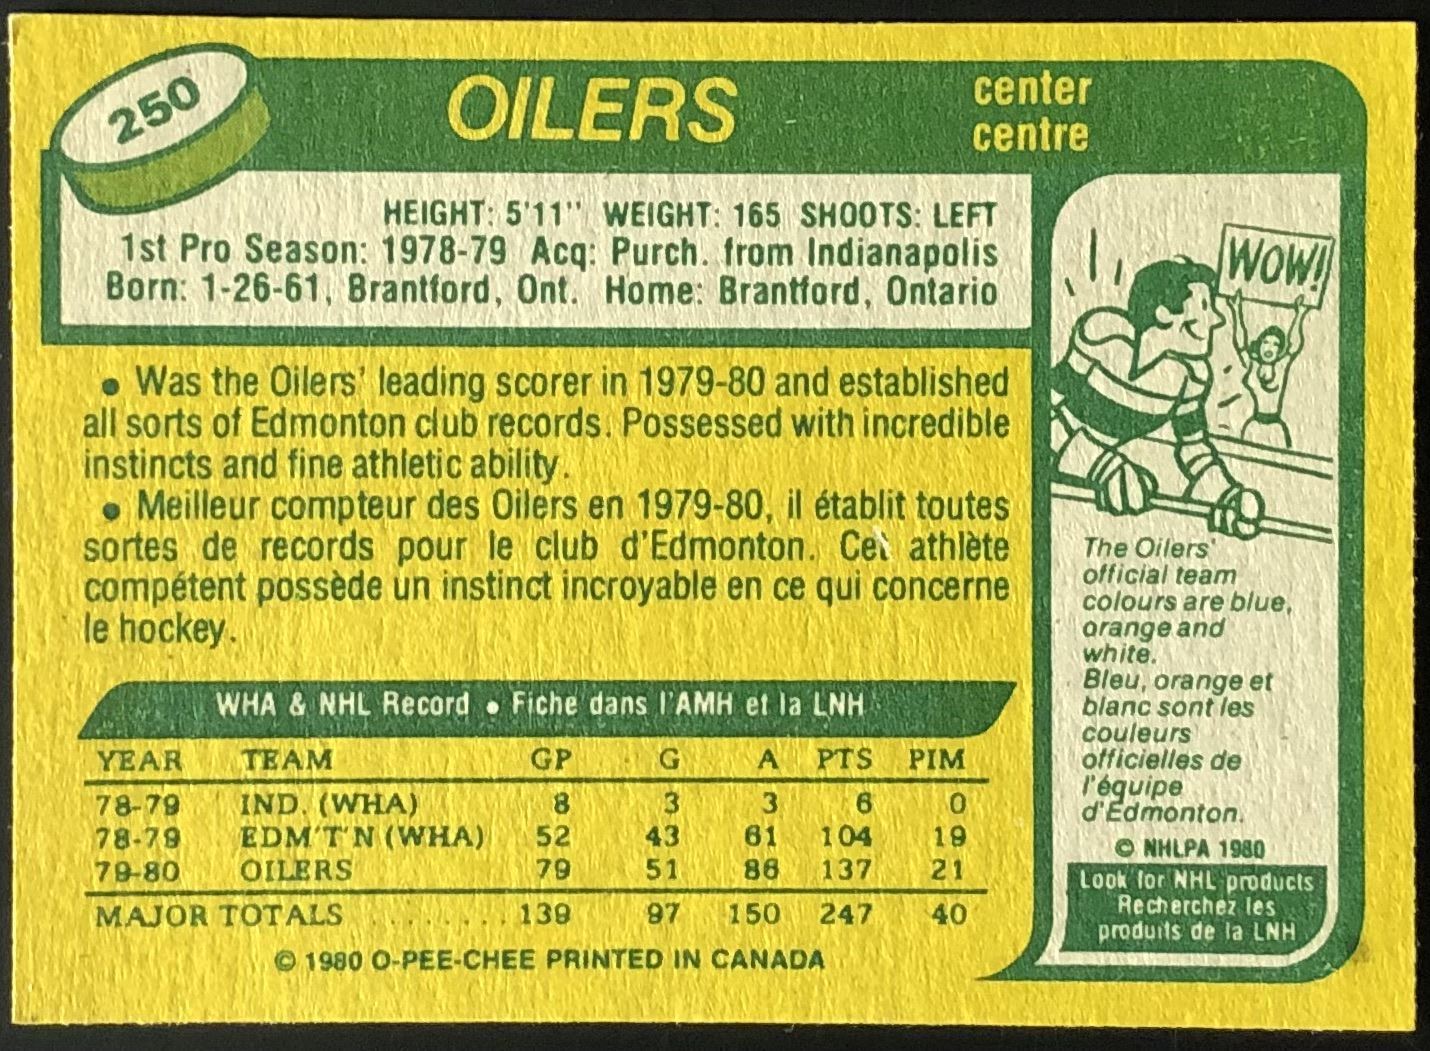 250
OILERS
center
centre
HEIGHT: 5'11" WEIGHT: 165 SHOOTS: LEFT
1st Pro Season: 1978-79 Acq: Purch. from Indianapolis
Born: 1-26-61, Brantford, Ont. Home: Brantford, Ontario
• Was the Oilers' leading scorer in 1979-80 and established
all sorts of Edmonton club records. Possessed with incredible
instincts and fine athletic ability.
• Meilleur compteur des Oilers en 1979-80, il établit toutes
sortes de records pour le club d'Edmonton. Cet athlète
compétent possède un instinct incroyable en ce qui concerne
le hockey.
WHA & NHL Record • Fiche dans l'AMH et la LNH
YEAR TEAM GP G A PTS PIM
78-79 IND. (WHA) 8 3 3 6 0
78-79 EDM'T'N (WHA) 52 43 61 104 19
79-80 OILERS 79 51 86 137 21
MAJOR TOTALS ........ 139 97 150 247 40
© 1980 O-PEE-CHEE PRINTED IN CANADA
WOW!
The Oilers'
official team
colours are blue,
orange and
white.
Bleu, orange et
blanc sont les
couleurs
officielles de
l'équipe
d'Edmonton.
© NHLPA 1980
Look for NHL products
Recherchez les
produits de la LNH